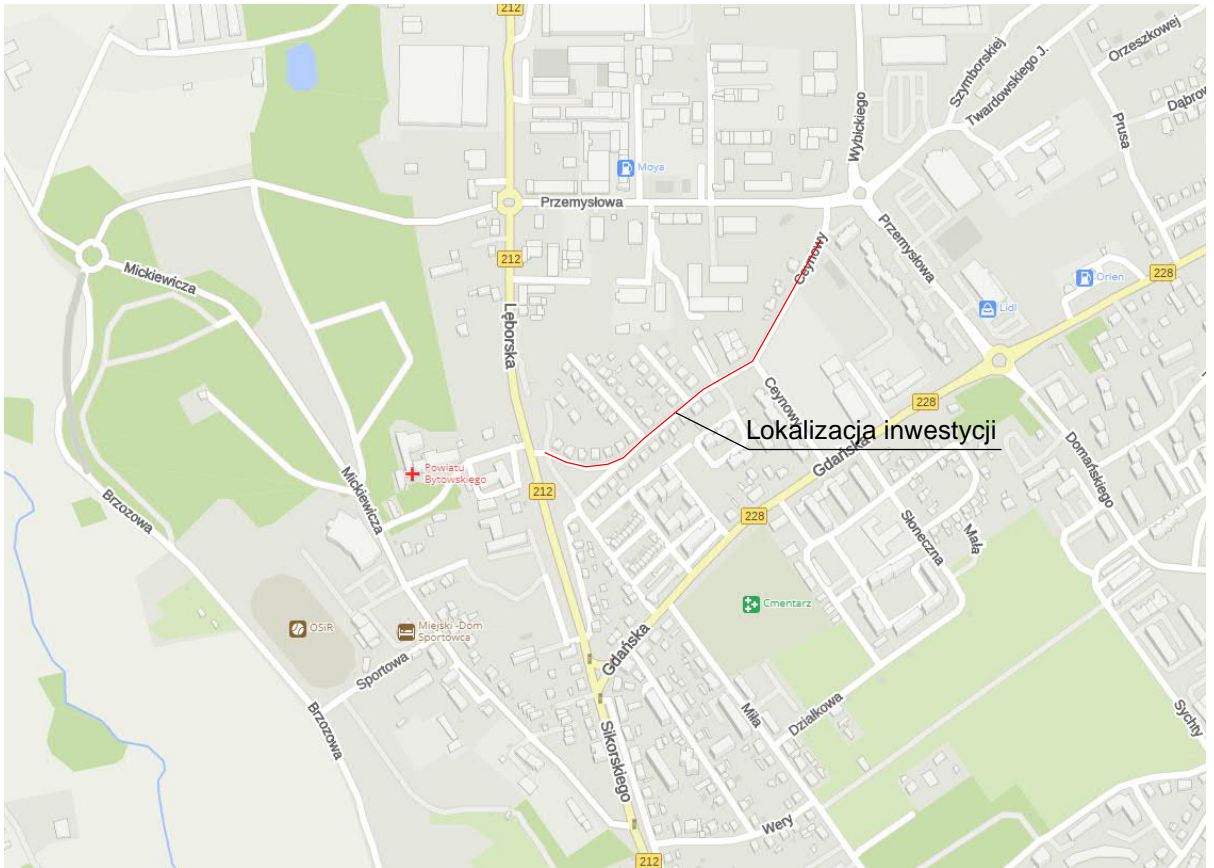 212
Szymborskiej
Twardowskiego J.
Orzeszkowej
Prusa
Wybickiego
Moya
Przemysłowa
Ceynowy
Przemysłowa
212
Mickiewicza
228
Orlen
Lidl
Lęborska
Ceynowy
228
Lokalizacja inwestycji
Gdańska
Domańskiego
Powiatu
Bytowskiego
Mickiewicza
212
228
Brzozowa
Słoneczna
Mała
Cmentarz
OSiR
Miejski -Dom
Sportowca
Gdańska
Sportowa
Miła
Działkowa
Sychty
Brzozowa
Sikorskiego
Wery
212